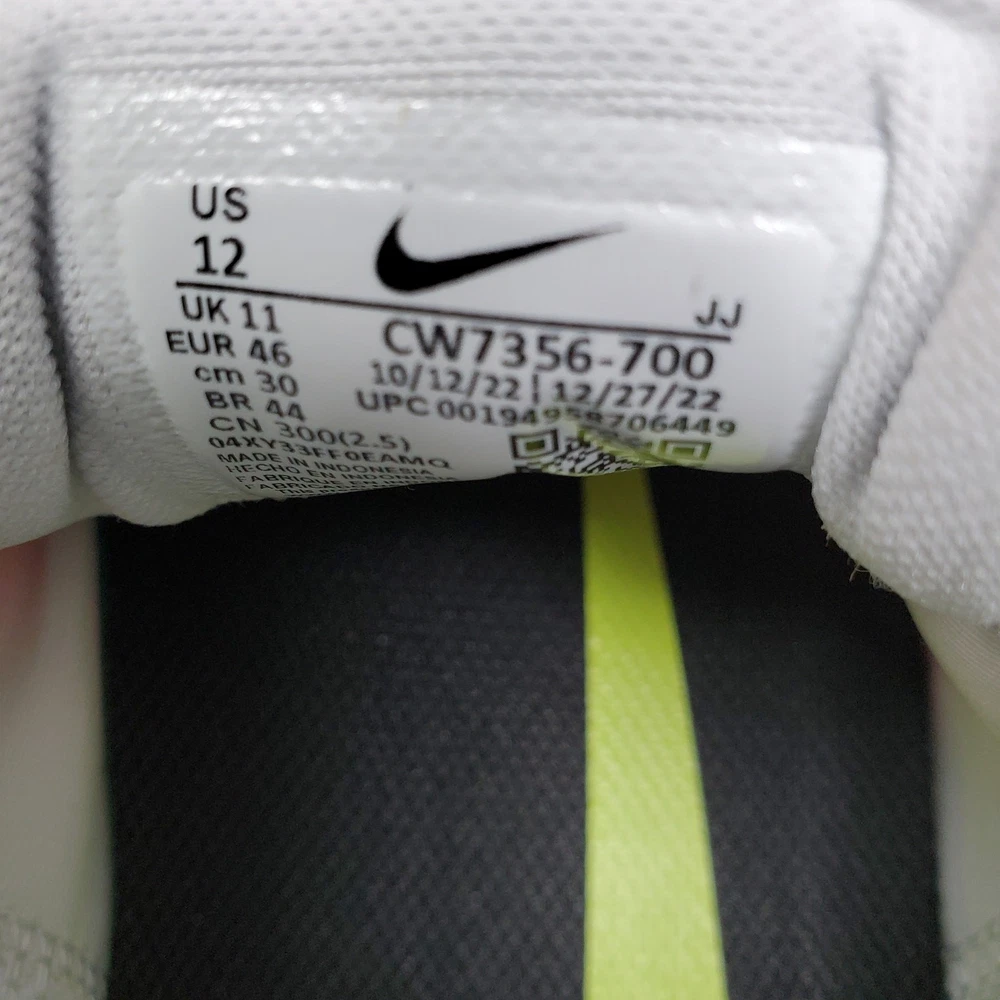 US
12
JJ
UK 11
EUR 46
cm 30
BR 44
CN 300(2.5)
CW7356-700
10/12/22 | 12/27/22
UPC 00194958706449
04XY33FF0EAMQ
MADE IN INDONESIA
HECHO EN INDONESIA
FABRIQUE